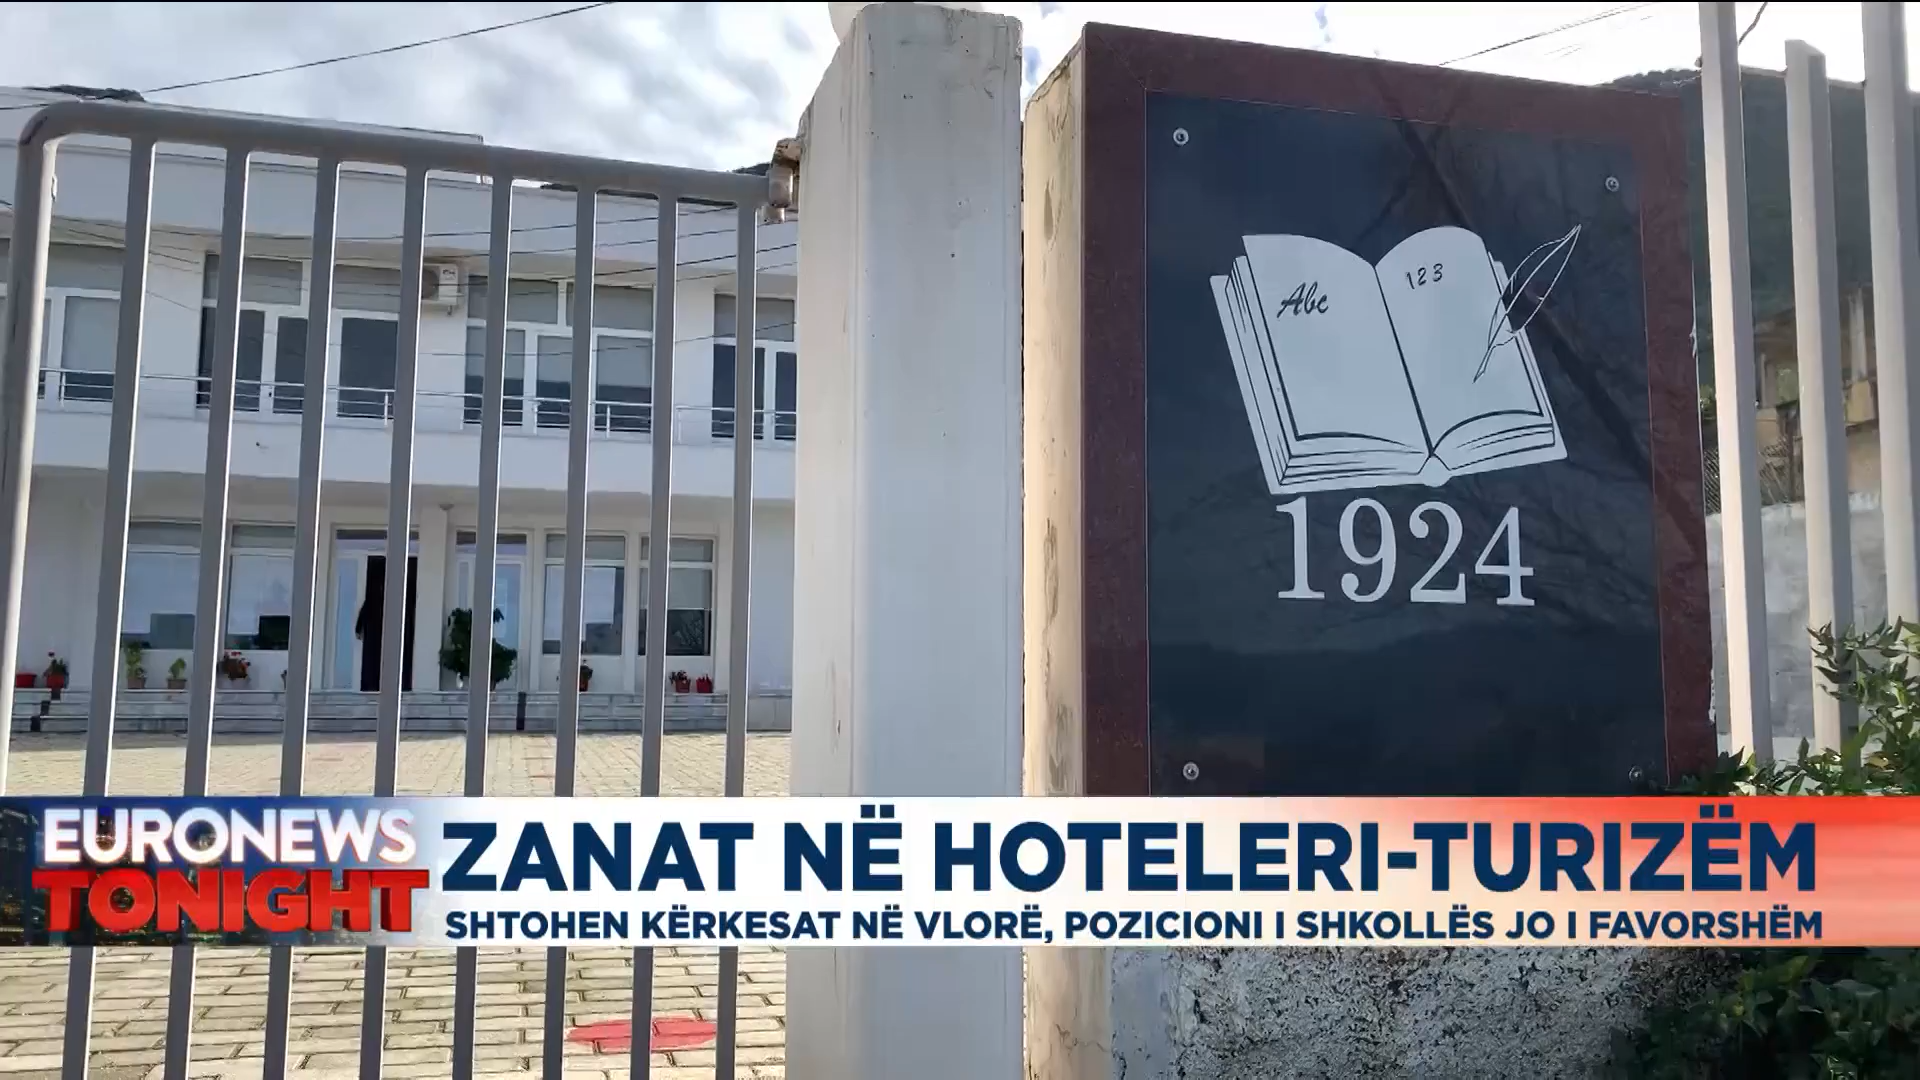 Abc
123
1924
EURONEWS
TONIGHT
ZANAT NË HOTELERI-TURIZËM
SHTOHEN KËRKESAT NË VLORË, POZICIONI I SHKOLLËS JO I FAVORSHËM